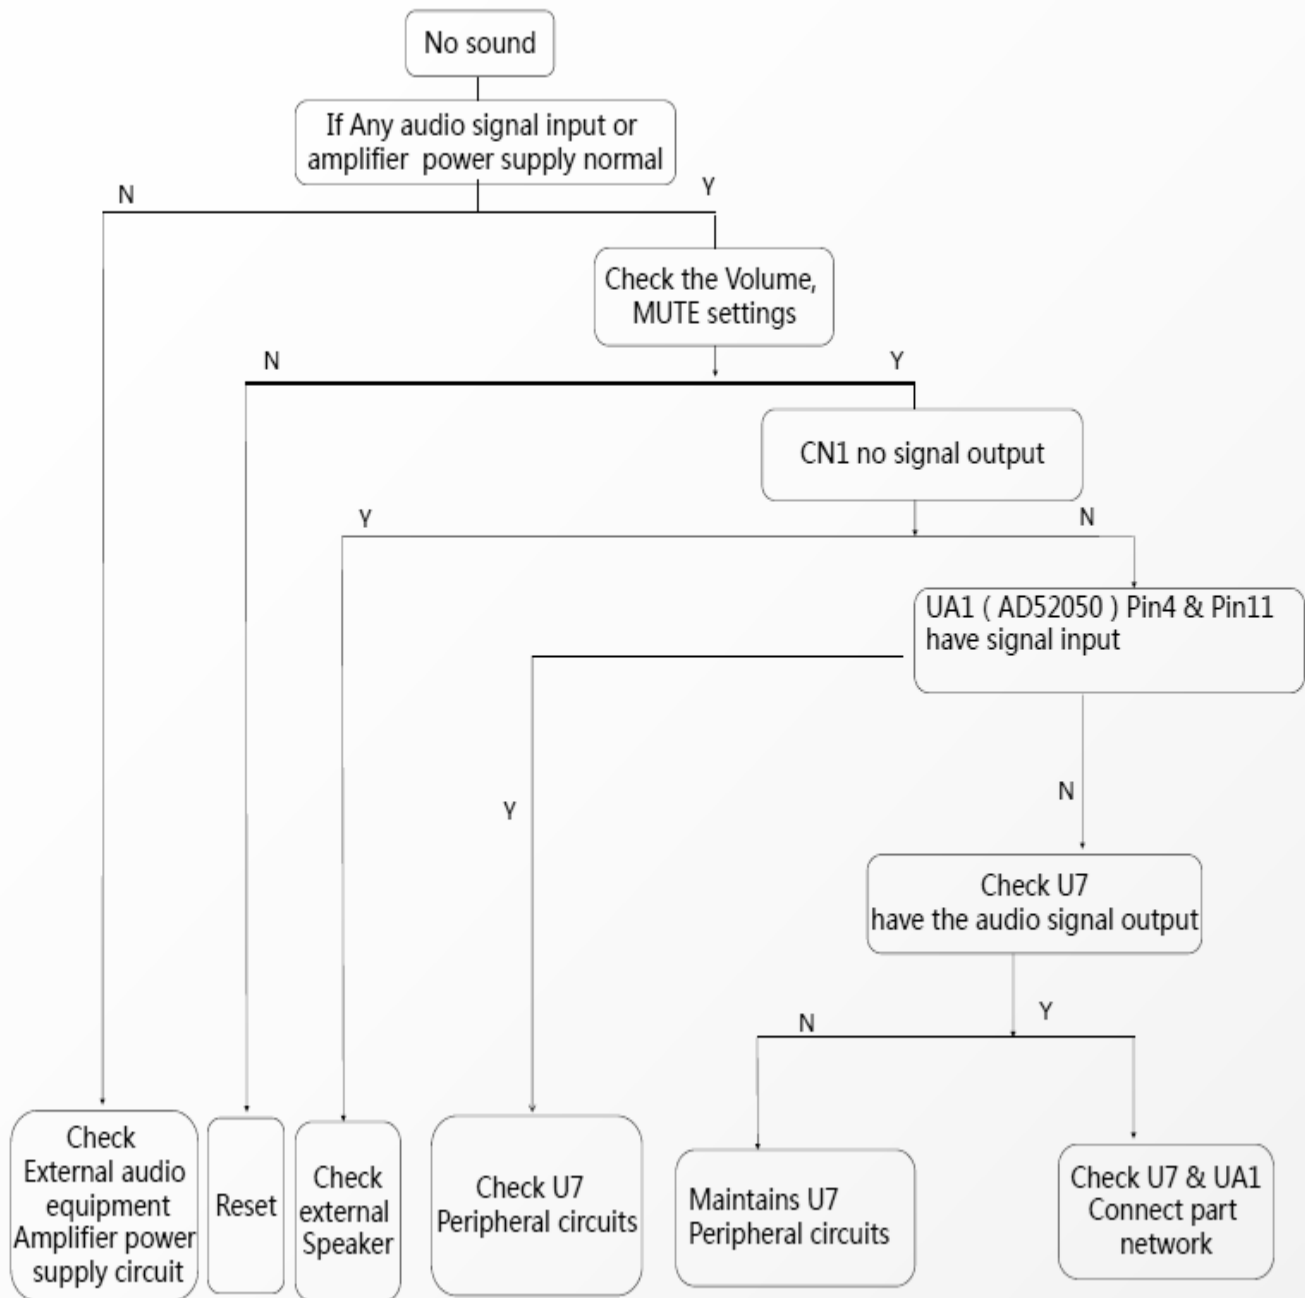 No sound
If Any audio signal input or
amplifier power supply normal
N
Y
Check the Volume,
MUTE settings
N
Y
CN1 no signal output
Y
N
UA1 ( AD52050 ) Pin4 & Pin11
have signal input
Y
N
Check U7
have the audio signal output
N
Y
Check
External audio
equipment
Amplifier power
supply circuit
Reset
Check
external
Speaker
Check U7
Peripheral circuits
Maintains U7
Peripheral circuits
Check U7 & UA1
Connect part
network